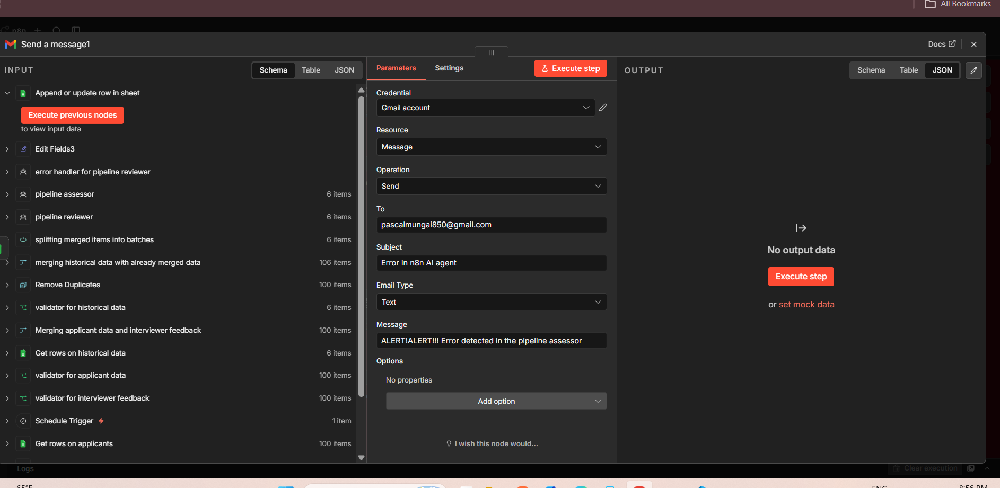 All Bookmarks
n8n
Send a message1
Docs
INPUT
Schema
Table
JSON
Append or update row in sheet
Execute previous nodes
to view input data
Edit Fields3
error handler for pipeline reviewer
pipeline assessor
6 items
pipeline reviewer
6 items
splitting merged items into batches
6 items
merging historical data with already merged data
106 items
Remove Duplicates
100 items
validator for historical data
6 items
Merging applicant data and interviewer feedback
100 items
Get rows on historical data
6 items
validator for applicant data
100 items
validator for interviewer feedback
100 items
Schedule Trigger
1 item
Get rows on applicants
100 items
Parameters
Settings
Execute step
Credential
Gmail account
Resource
Message
Operation
Send
To
pascalmungai850@gmail.com
Subject
Error in n8n AI agent
Email Type
Text
Message
ALERT!ALERT!!! Error detected in the pipeline assessor
Options
No properties
Add option
I wish this node would...
OUTPUT
Schema
Table
JSON
No output data
Execute step
or set mock data
Logs
Clear execution
65°F
ENG
8:56 PM